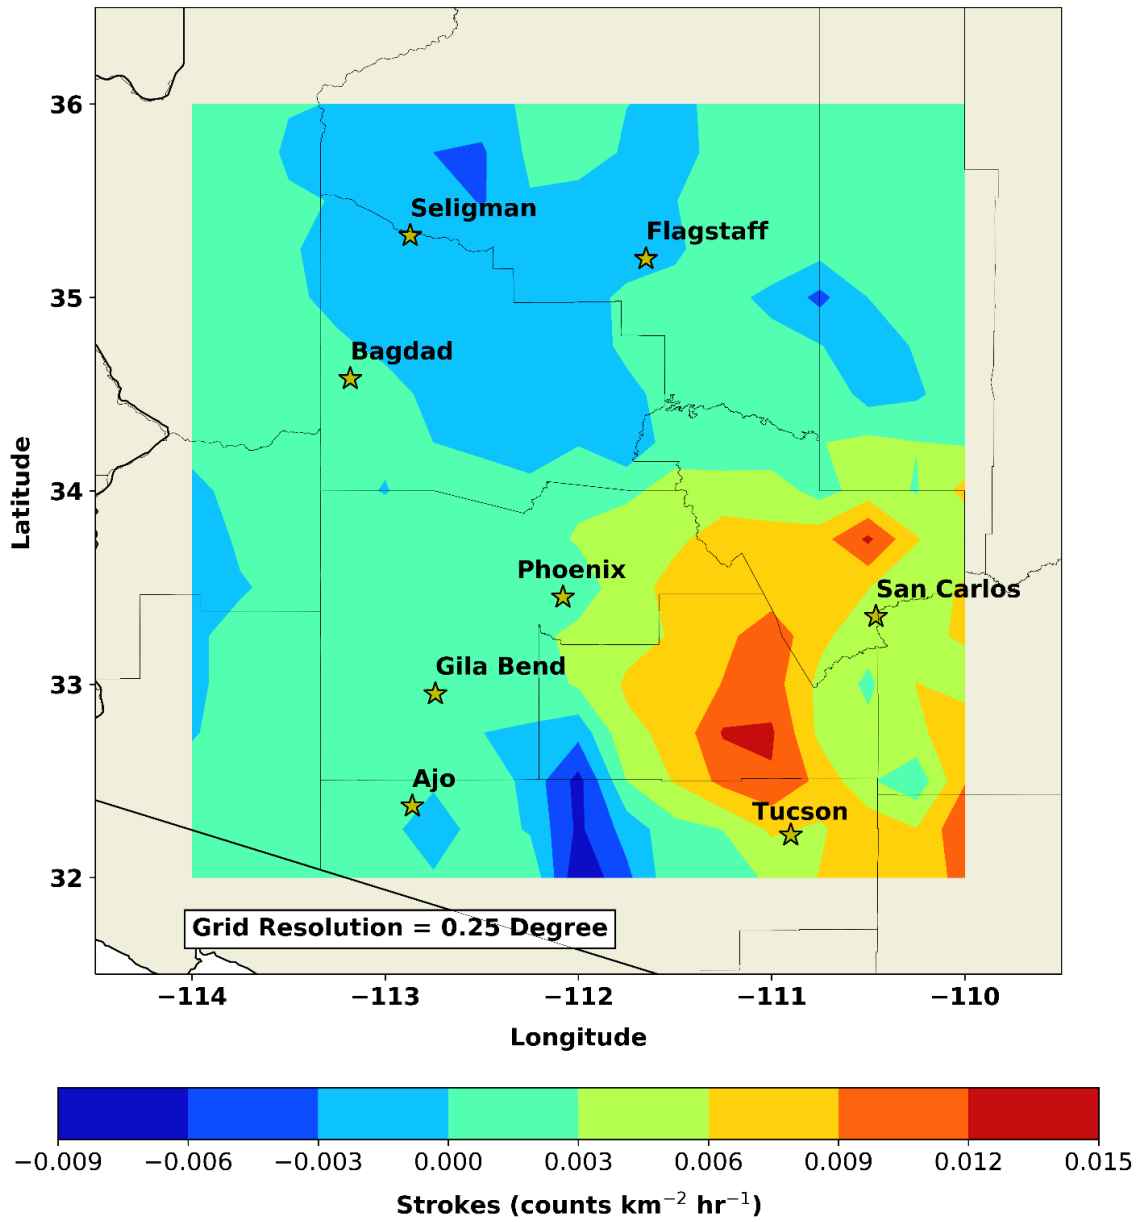 36
Seligman
Flagstaff
35
Bagdad
Latitude
34
Phoenix
San Carlos
Gila Bend
33
Ajo
Tucson
32
Grid Resolution = 0.25 Degree
−114 −113 −112 −111 −110
Longitude
−0.009 −0.006 −0.003 0.000 0.003 0.006 0.009 0.012 0.015
Strokes (counts km⁻² hr⁻¹)